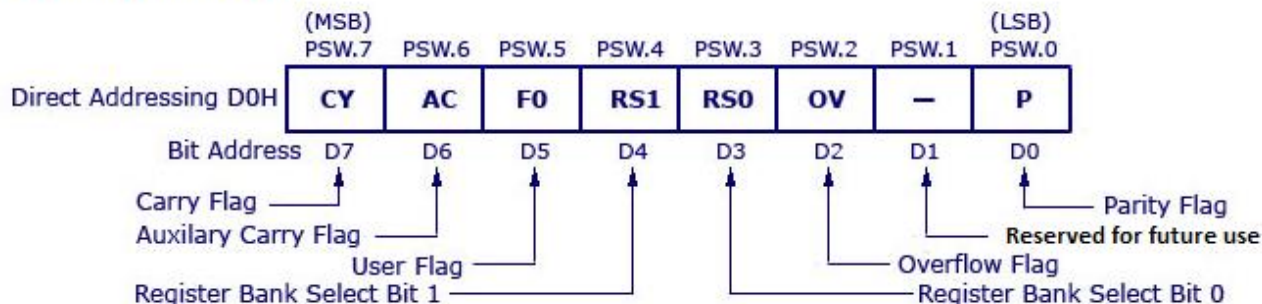 (MSB) (LSB)
PSW.7 PSW.6 PSW.5 PSW.4 PSW.3 PSW.2 PSW.1 PSW.0
Direct Addressing D0H CY AC F0 RS1 RS0 OV — P
Bit Address D7 D6 D5 D4 D3 D2 D1 D0
Carry Flag Parity Flag
Auxilary Carry Flag Reserved for future use
User Flag Overflow Flag
Register Bank Select Bit 1 Register Bank Select Bit 0